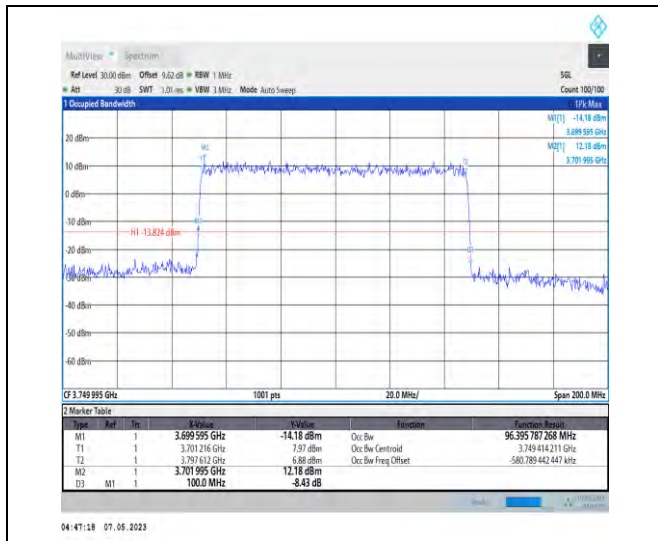 MultiView Spectrum
Ref Level 30.00 dBm Offset 9.62 dB RBW 1 MHz SGL
Att 30 dB SWT 1.01 ms VBW 3 MHz Mode Auto Sweep Count 100/100
1 Occupied Bandwidth 1Pk Max
M1[1] -14.18 dBm
3.699 595 GHz
M2[1] 12.18 dBm
3.701 995 GHz
20 dBm
M2
10 dBm
0 dBm
-10 dBm
H1 -13.824 dBm
-20 dBm
-30 dBm
-40 dBm
-50 dBm
-60 dBm
CF 3.749 995 GHz 1001 pts 20.0 MHz/ Span 200.0 MHz
2 Marker Table
Type Ref Trc X-Value Y-Value Function Function Result
M1 1 3.699 595 GHz -14.18 dBm Occ Bw 96.395 787 268 MHz
T1 1 3.701 216 GHz 7.97 dBm Occ Bw Centroid 3.749 414 211 GHz
T2 1 3.797 612 GHz 6.88 dBm Occ Bw Freq Offset -580.789 442 447 kHz
M2 1 3.701 995 GHz 12.18 dBm
D3 M1 1 100.0 MHz -8.43 dB
04:47:18 07.05.2023